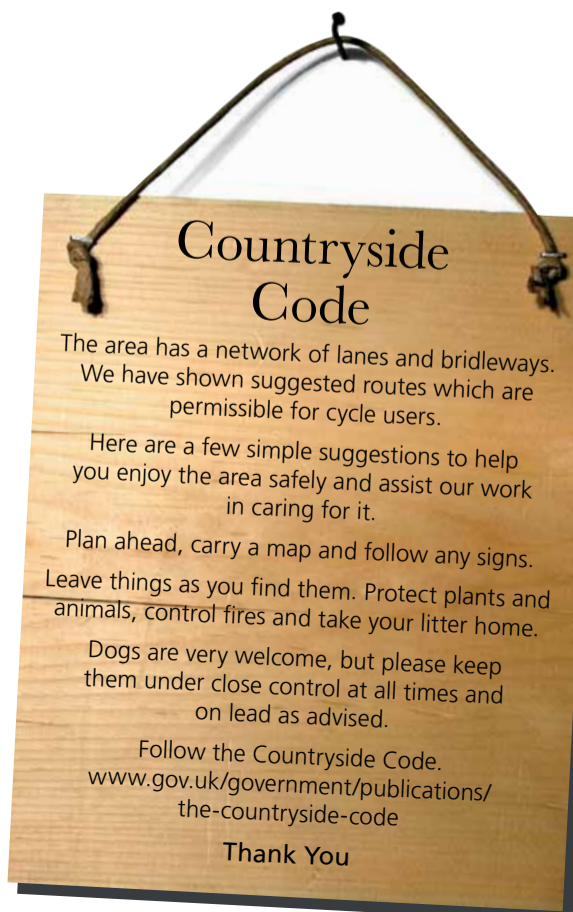 Countryside
Code
The area has a network of lanes and bridleways.
We have shown suggested routes which are
permissible for cycle users.
Here are a few simple suggestions to help
you enjoy the area safely and assist our work
in caring for it.
Plan ahead, carry a map and follow any signs.
Leave things as you find them. Protect plants and
animals, control fires and take your litter home.
Dogs are very welcome, but please keep
them under close control at all times and
on lead as advised.
Follow the Countryside Code.
www.gov.uk/government/publications/
the-countryside-code
Thank You